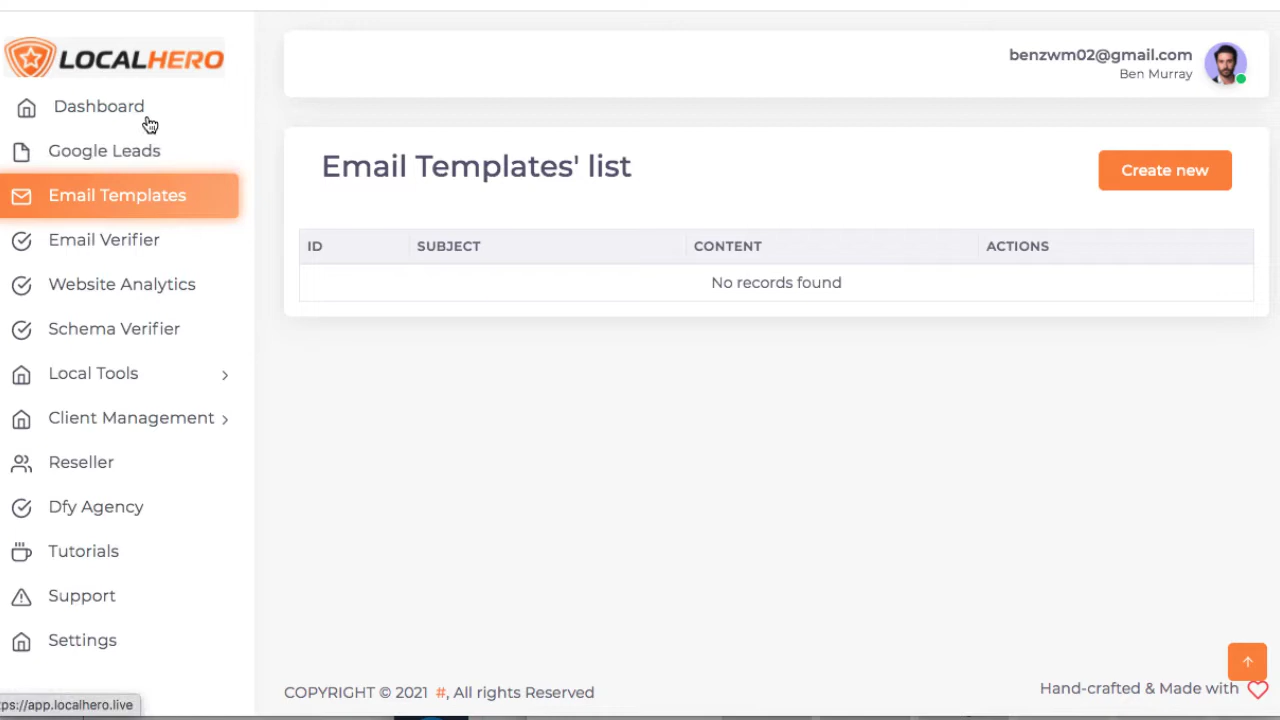 LOCALHERO
Dashboard
Google Leads
Email Templates
Email Verifier
Website Analytics
Schema Verifier
Local Tools
Client Management
Reseller
Dfy Agency
Tutorials
Support
Settings
benzwm02@gmail.com
Ben Murray
Email Templates' list
Create new
ID SUBJECT CONTENT ACTIONS
No records found
COPYRIGHT © 2021 #, All rights Reserved
Hand-crafted & Made with
tps://app.localhero.live